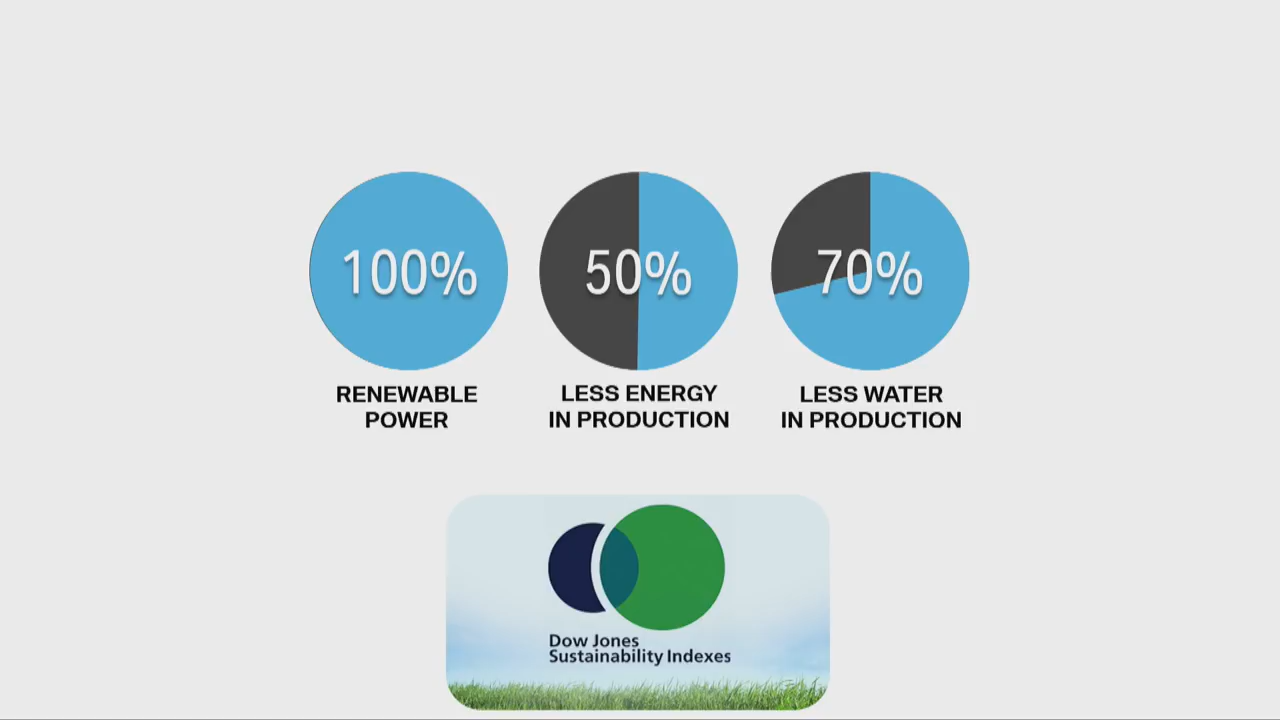 100%
50%
70%
RENEWABLE
POWER
LESS ENERGY
IN PRODUCTION
LESS WATER
IN PRODUCTION
Dow Jones
Sustainability Indexes